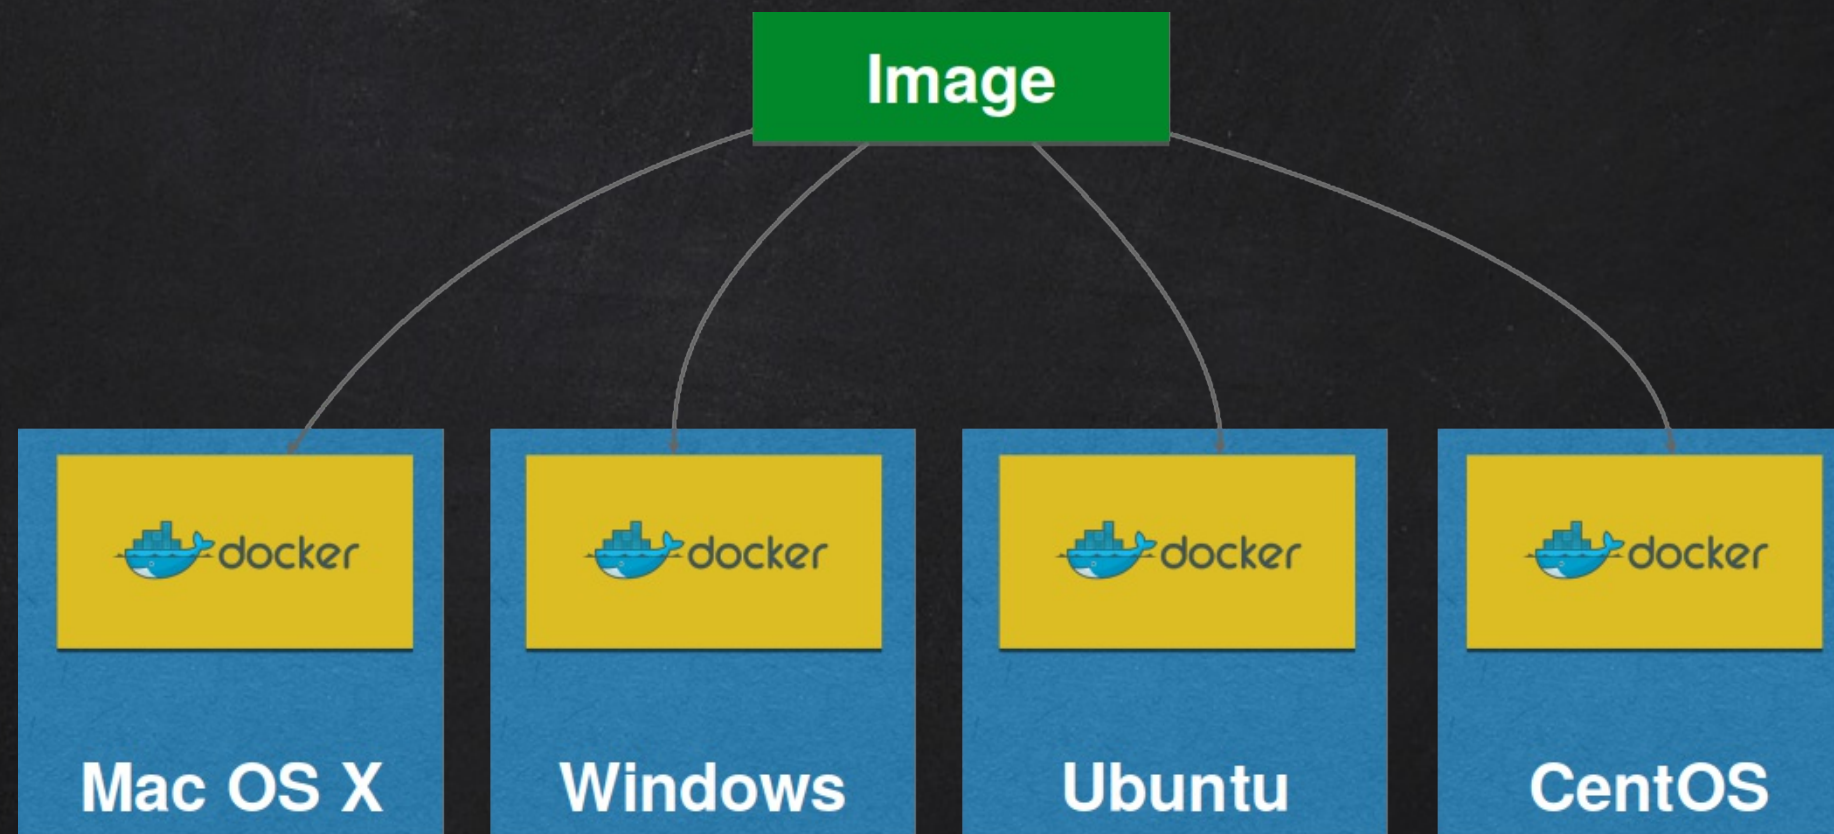 Image
docker
docker
docker
docker
Mac OS X
Windows
Ubuntu
CentOS